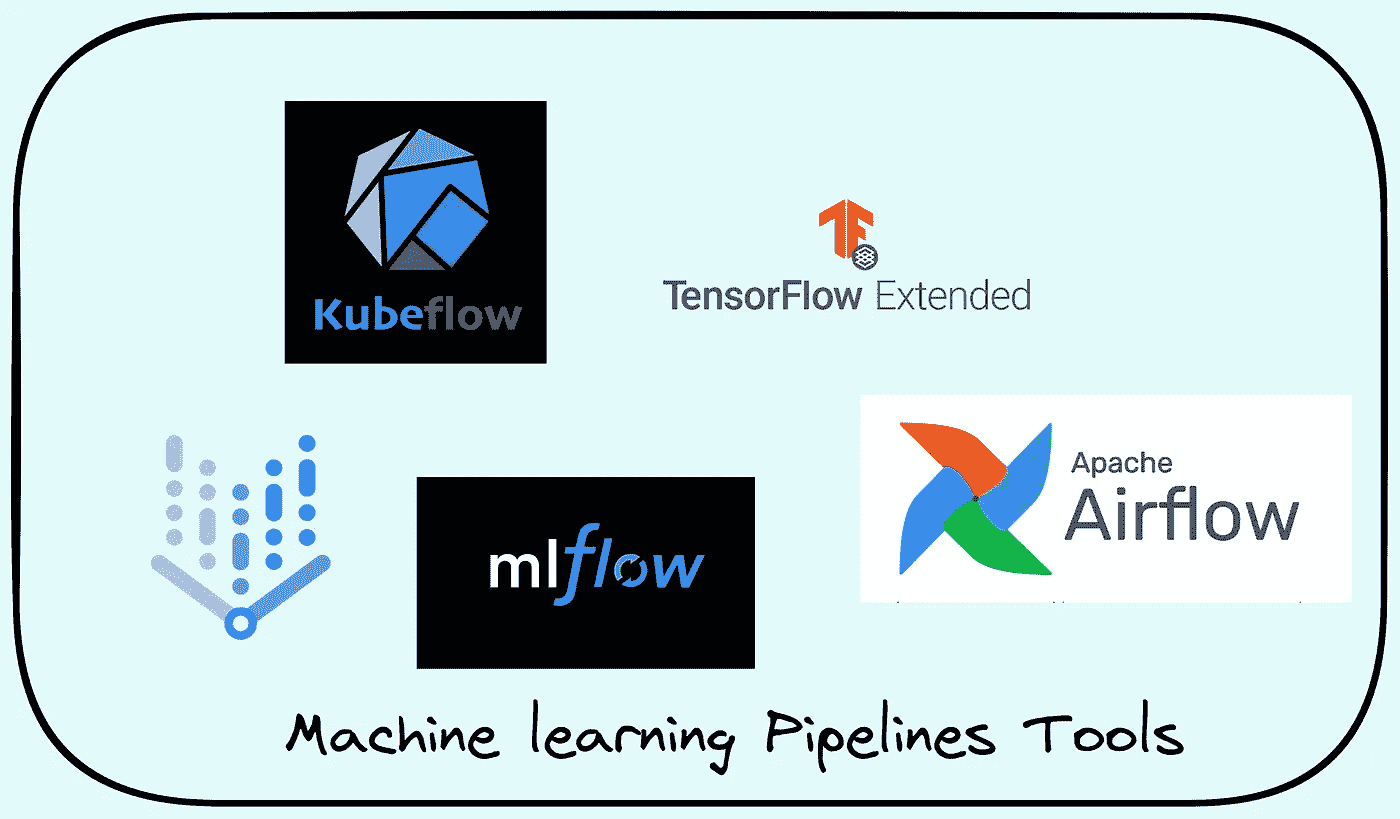 Kubeflow
TensorFlow Extended
Apache
Airflow
mlflow
Machine learning Pipelines Tools